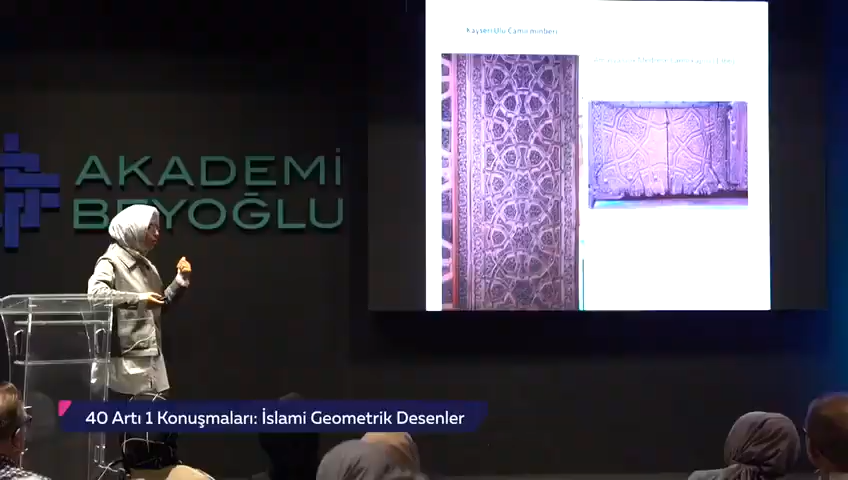 Kayseri Ulu Camii minberi
AKADEMİ
BEYOĞLU
40 Artı 1 Konuşmaları: İslami Geometrik Desenler